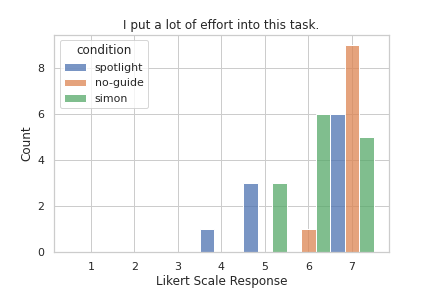 I put a lot of effort into this task.
condition
spotlight
no-guide
simon
8
6
4
2
0
Count
1 2 3 4 5 6 7
Likert Scale Response